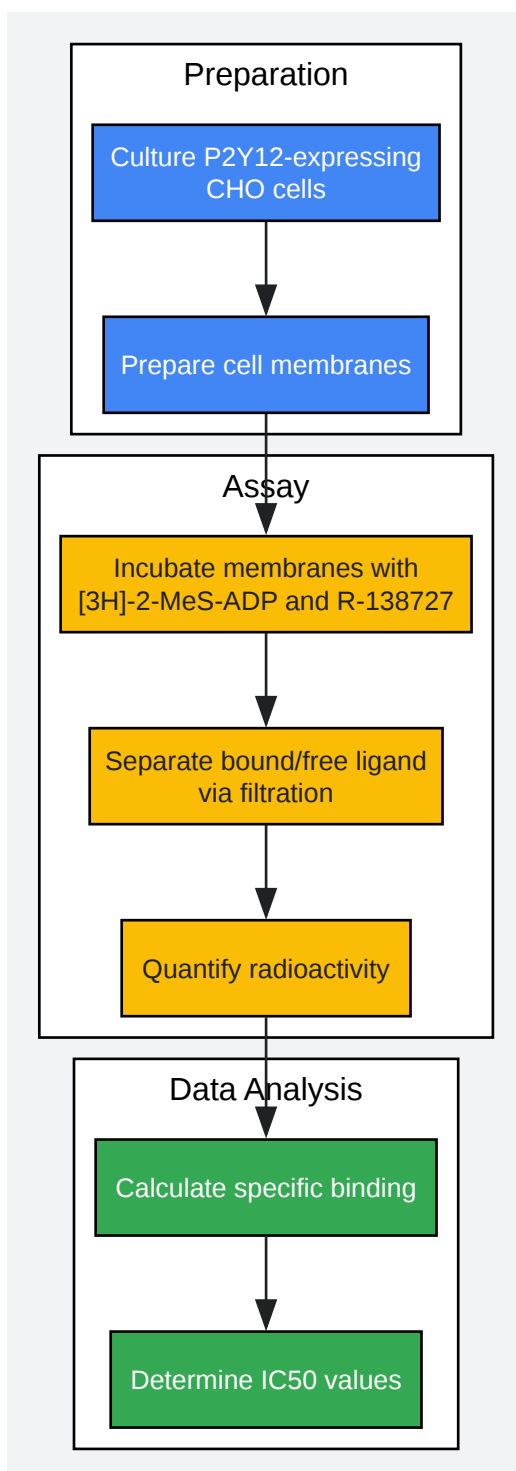 Preparation
Culture P2Y12-expressing
CHO cells
Prepare cell membranes
Assay
Incubate membranes with
[3H]-2-MeS-ADP and R-138727
Separate bound/free ligand
via filtration
Quantify radioactivity
Data Analysis
Calculate specific binding
Determine IC50 values